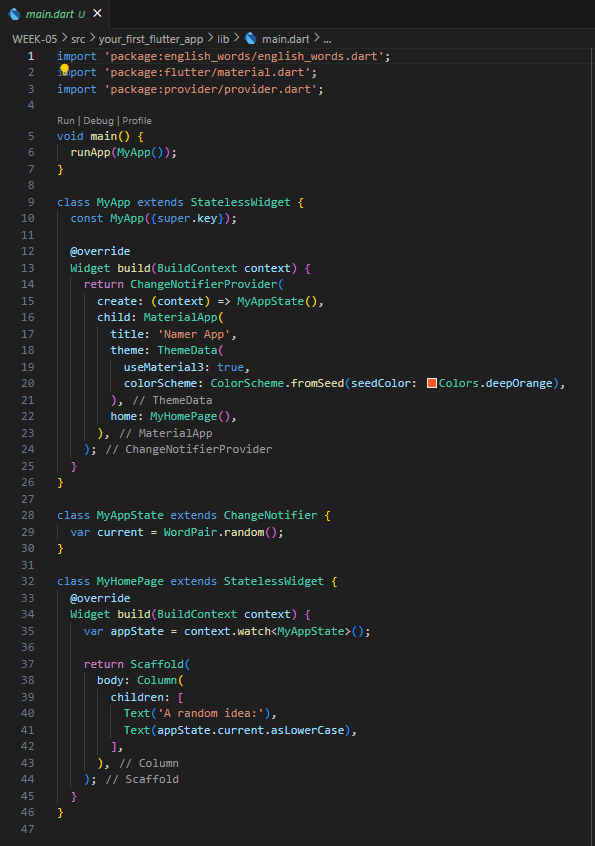 main.dart U ×
WEEK-05 > src > your_first_flutter_app > lib > main.dart > ...
1 import 'package:english_words/english_words.dart';
2 import 'package:flutter/material.dart';
3 import 'package:provider/provider.dart';
4
Run | Debug | Profile
5 void main() {
6   runApp(MyApp());
7 }
8
9 class MyApp extends StatelessWidget {
10   const MyApp({super.key});
11
12   @override
13   Widget build(BuildContext context) {
14     return ChangeNotifierProvider(
15       create: (context) => MyAppState(),
16       child: MaterialApp(
17         title: 'Namer App',
18         theme: ThemeData(
19           useMaterial3: true,
20           colorScheme: ColorScheme.fromSeed(seedColor: Colors.deepOrange),
21         ), // ThemeData
22         home: MyHomePage(),
23       ), // MaterialApp
24     ); // ChangeNotifierProvider
25   }
26 }
27
28 class MyAppState extends ChangeNotifier {
29   var current = WordPair.random();
30 }
31
32 class MyHomePage extends StatelessWidget {
33   @override
34   Widget build(BuildContext context) {
35     var appState = context.watch<MyAppState>();
36
37     return Scaffold(
38       body: Column(
39         children: [
40           Text('A random idea:'),
41           Text(appState.current.asLowerCase),
42         ],
43       ), // Column
44     ); // Scaffold
45   }
46 }
47